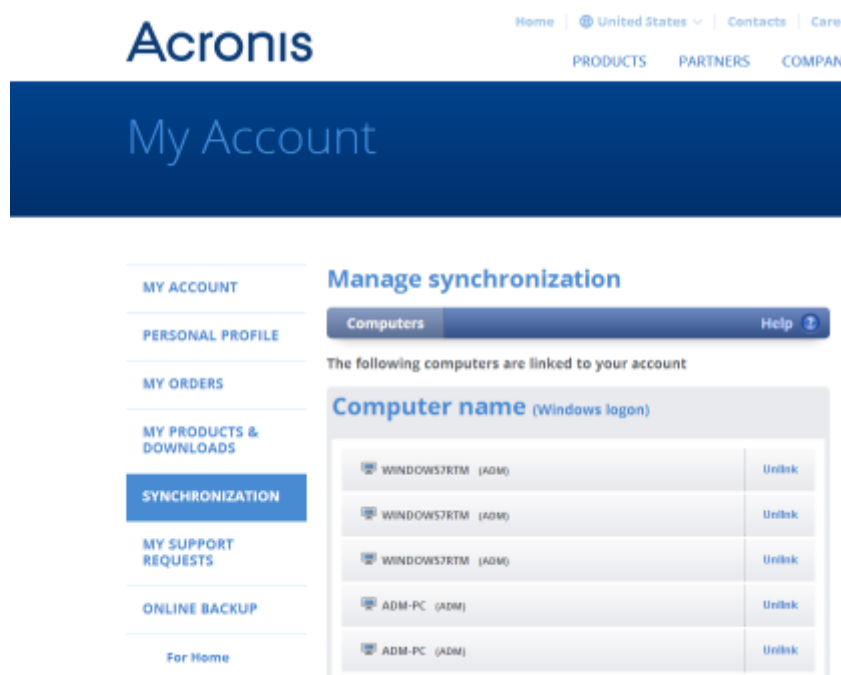 Acronis
Home United States Contacts Care
PRODUCTS PARTNERS COMPAN
My Account
MY ACCOUNT
PERSONAL PROFILE
MY ORDERS
MY PRODUCTS &
DOWNLOADS
SYNCHRONIZATION
MY SUPPORT
REQUESTS
ONLINE BACKUP
For Home
Manage synchronization
Computers Help ?
The following computers are linked to your account
Computer name (Windows logon)
WINDOWS7RTM (ADM) Unlink
WINDOWS7RTM (ADM) Unlink
WINDOWS7RTM (ADM) Unlink
ADM-PC (ADM) Unlink
ADM-PC (ADM) Unlink